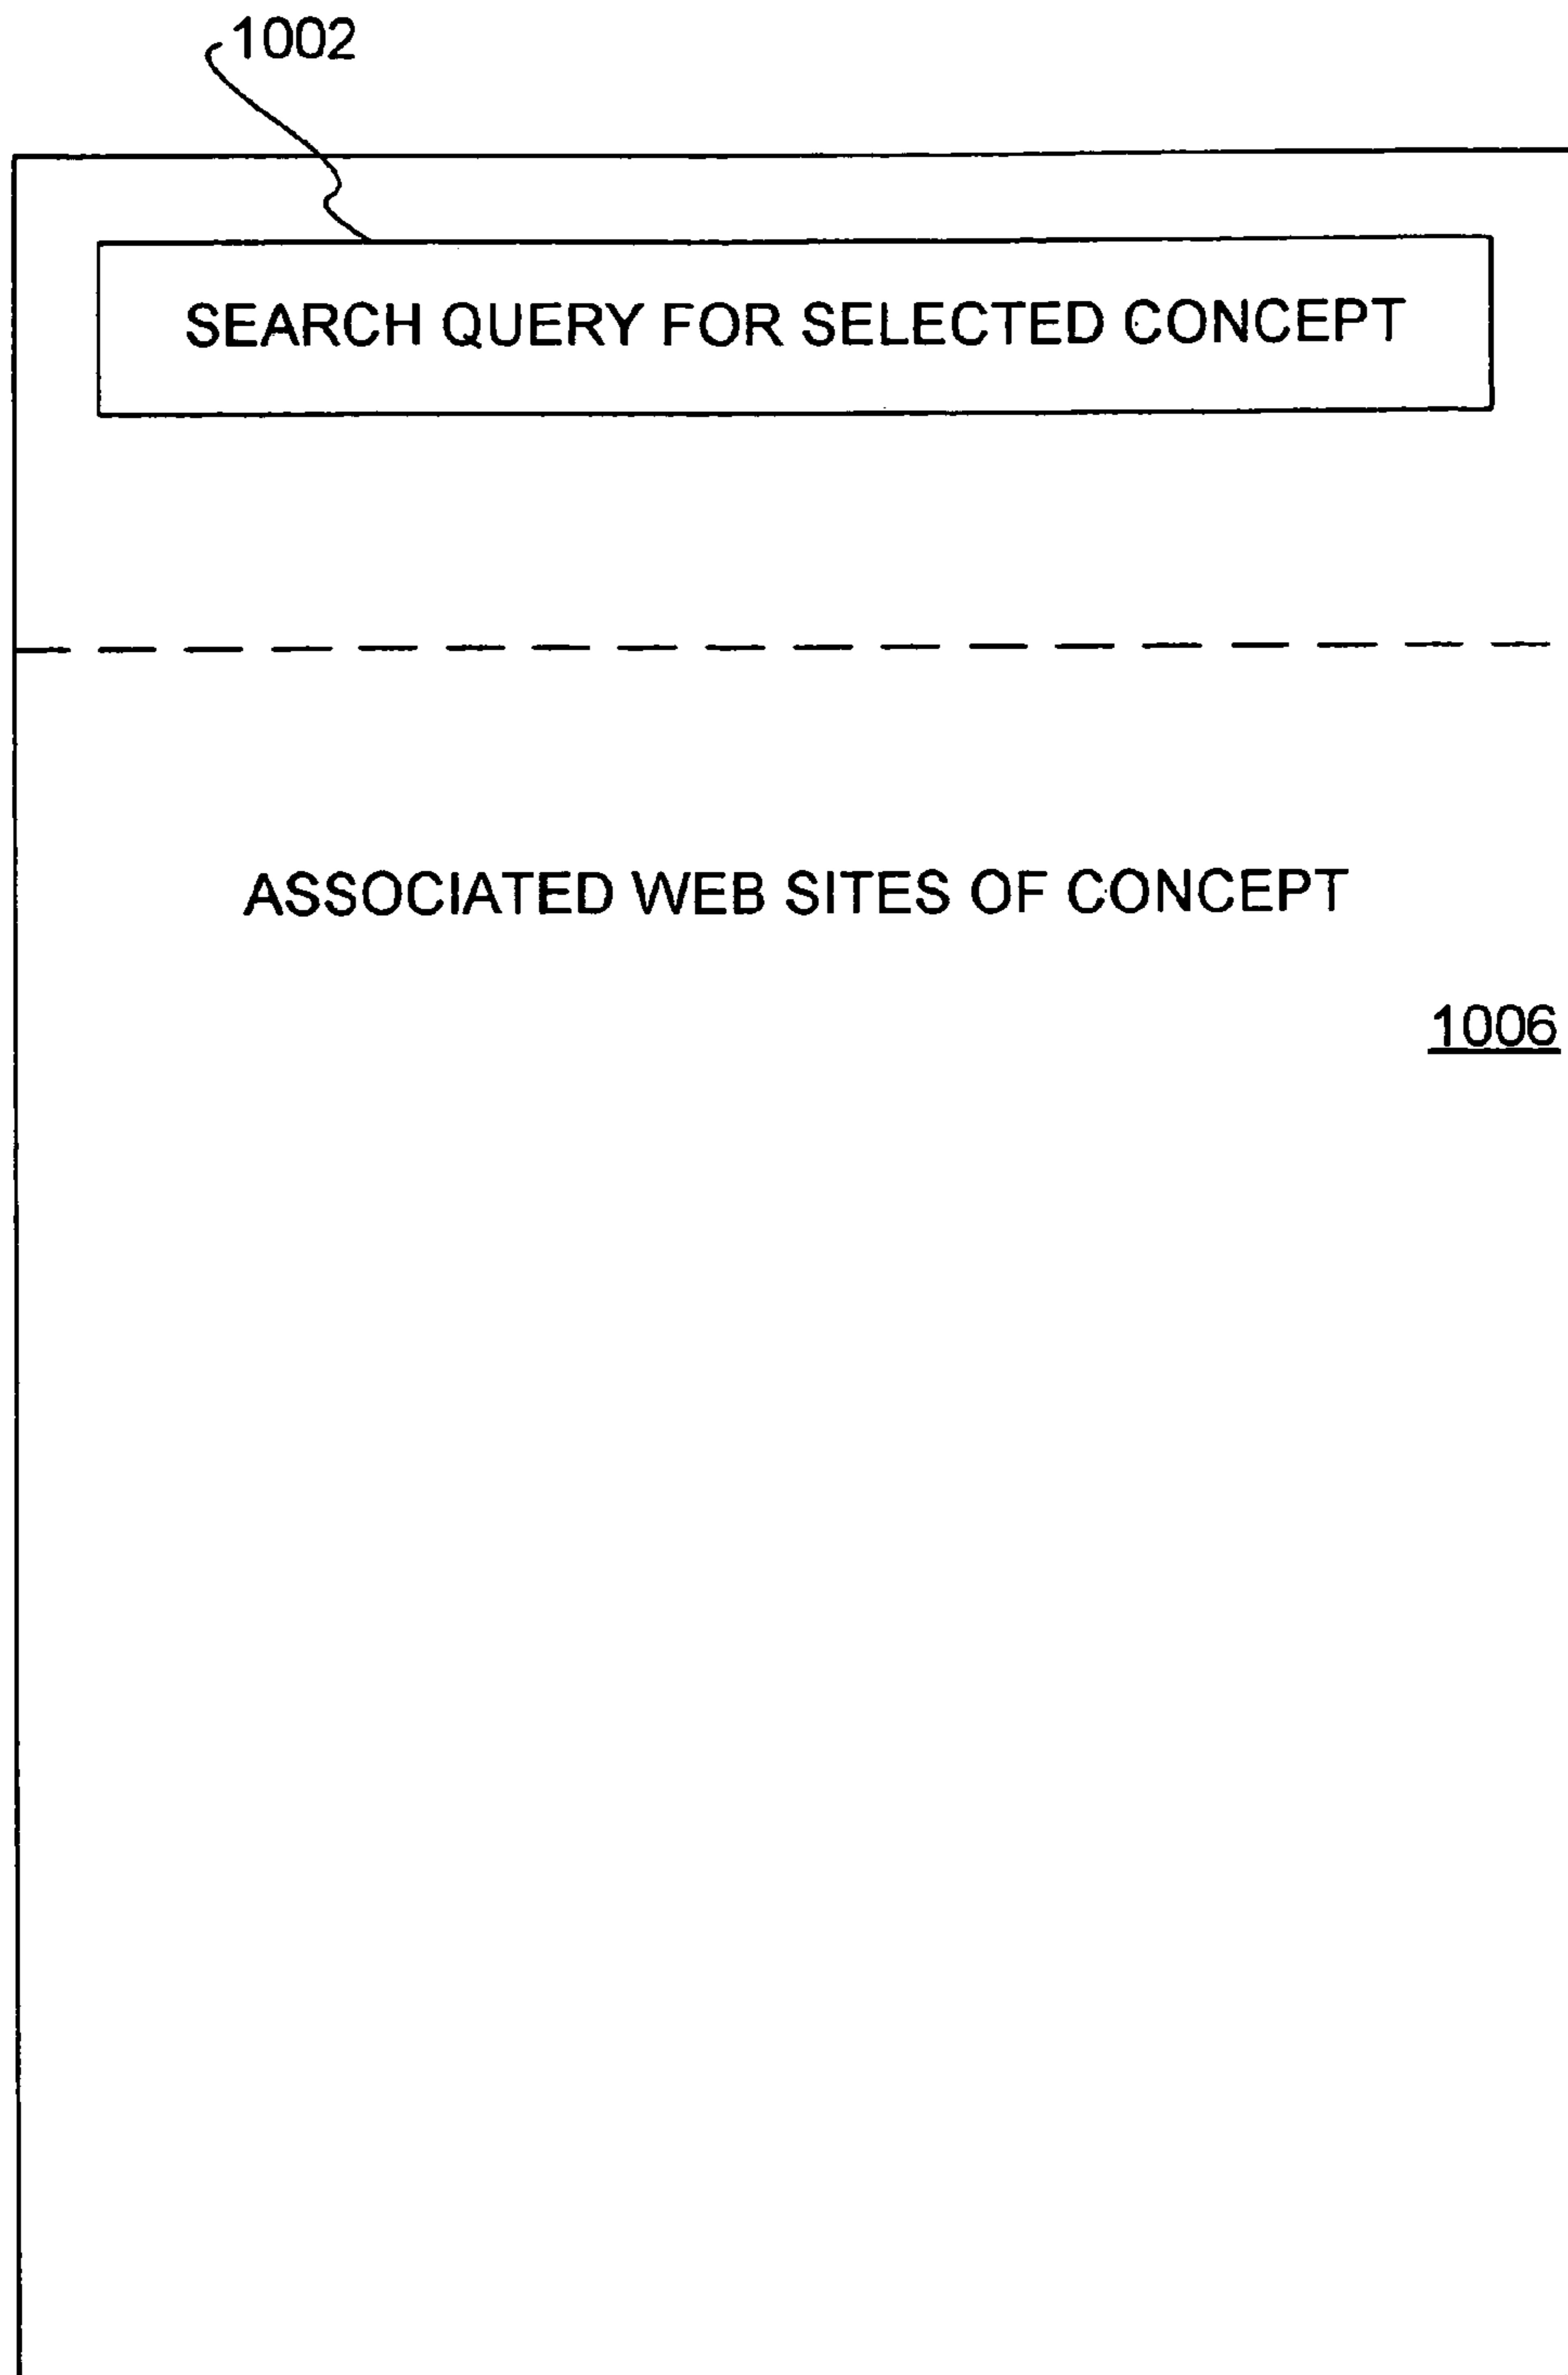 1002
SEARCH QUERY FOR SELECTED CONCEPT
ASSOCIATED WEB SITES OF CONCEPT
1006